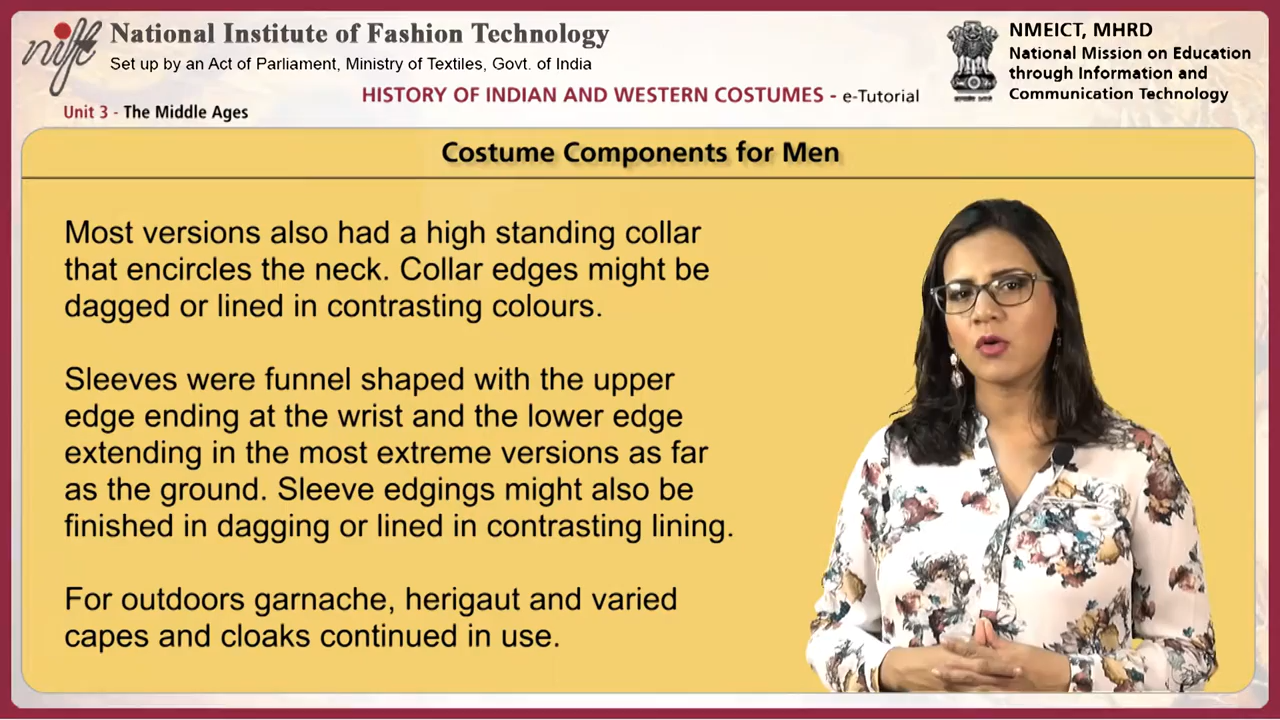 nift
National Institute of Fashion Technology
Set up by an Act of Parliament, Ministry of Textiles, Govt. of India
HISTORY OF INDIAN AND WESTERN COSTUMES - e-Tutorial
Unit 3 - The Middle Ages
NMEICT, MHRD
National Mission on Education
through Information and
Communication Technology
Costume Components for Men
Most versions also had a high standing collar
that encircles the neck. Collar edges might be
dagged or lined in contrasting colours.
Sleeves were funnel shaped with the upper
edge ending at the wrist and the lower edge
extending in the most extreme versions as far
as the ground. Sleeve edgings might also be
finished in dagging or lined in contrasting lining.
For outdoors garnache, herigaut and varied
capes and cloaks continued in use.